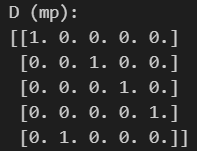 D (mp):
[[1. 0. 0. 0. 0.]
[0. 0. 1. 0. 0.]
[0. 0. 0. 1. 0.]
[0. 0. 0. 0. 1.]
[0. 1. 0. 0. 0.]]